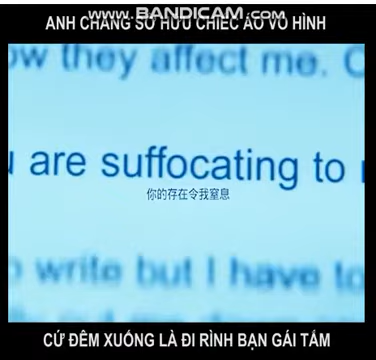 WWW.BANDICAM.COM
ANH CHÀNG SỞ HỮU CHIẾC ÁO VÔ HÌNH
ow they affect me. C
u are suffocating to
你的存在令我窒息
o write but I have to
CỨ ĐÊM XUỐNG LÀ ĐI RÌNH BẠN GÁI TẮM